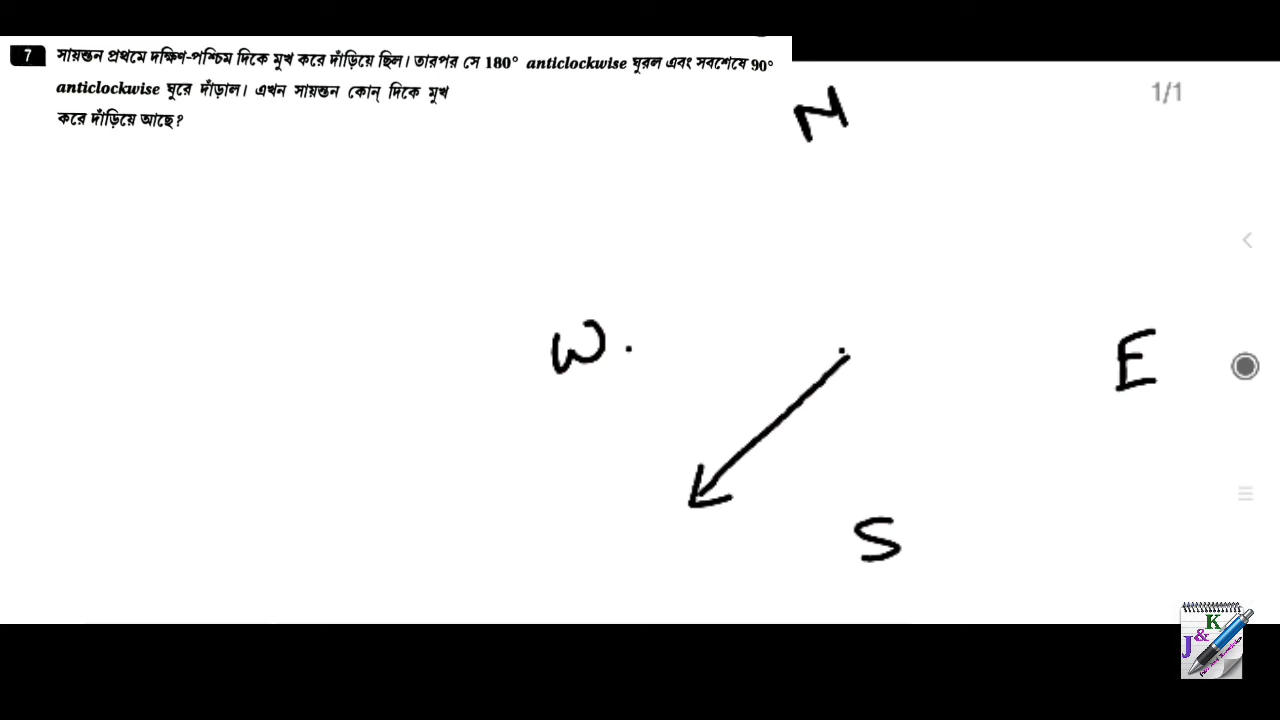 7 সায়ন্তন প্রথমে দক্ষিণ-পশ্চিম দিকে মুখ করে দাঁড়িয়ে ছিল। তারপর সে 180° anticlockwise ঘুরল এবং সবশেষে 90°
anticlockwise ঘুরে দাঁড়াল। এখন সায়ন্তন কোন্ দিকে মুখ
করে দাঁড়িয়ে আছে?
1/1
N
W
E
S
J&K